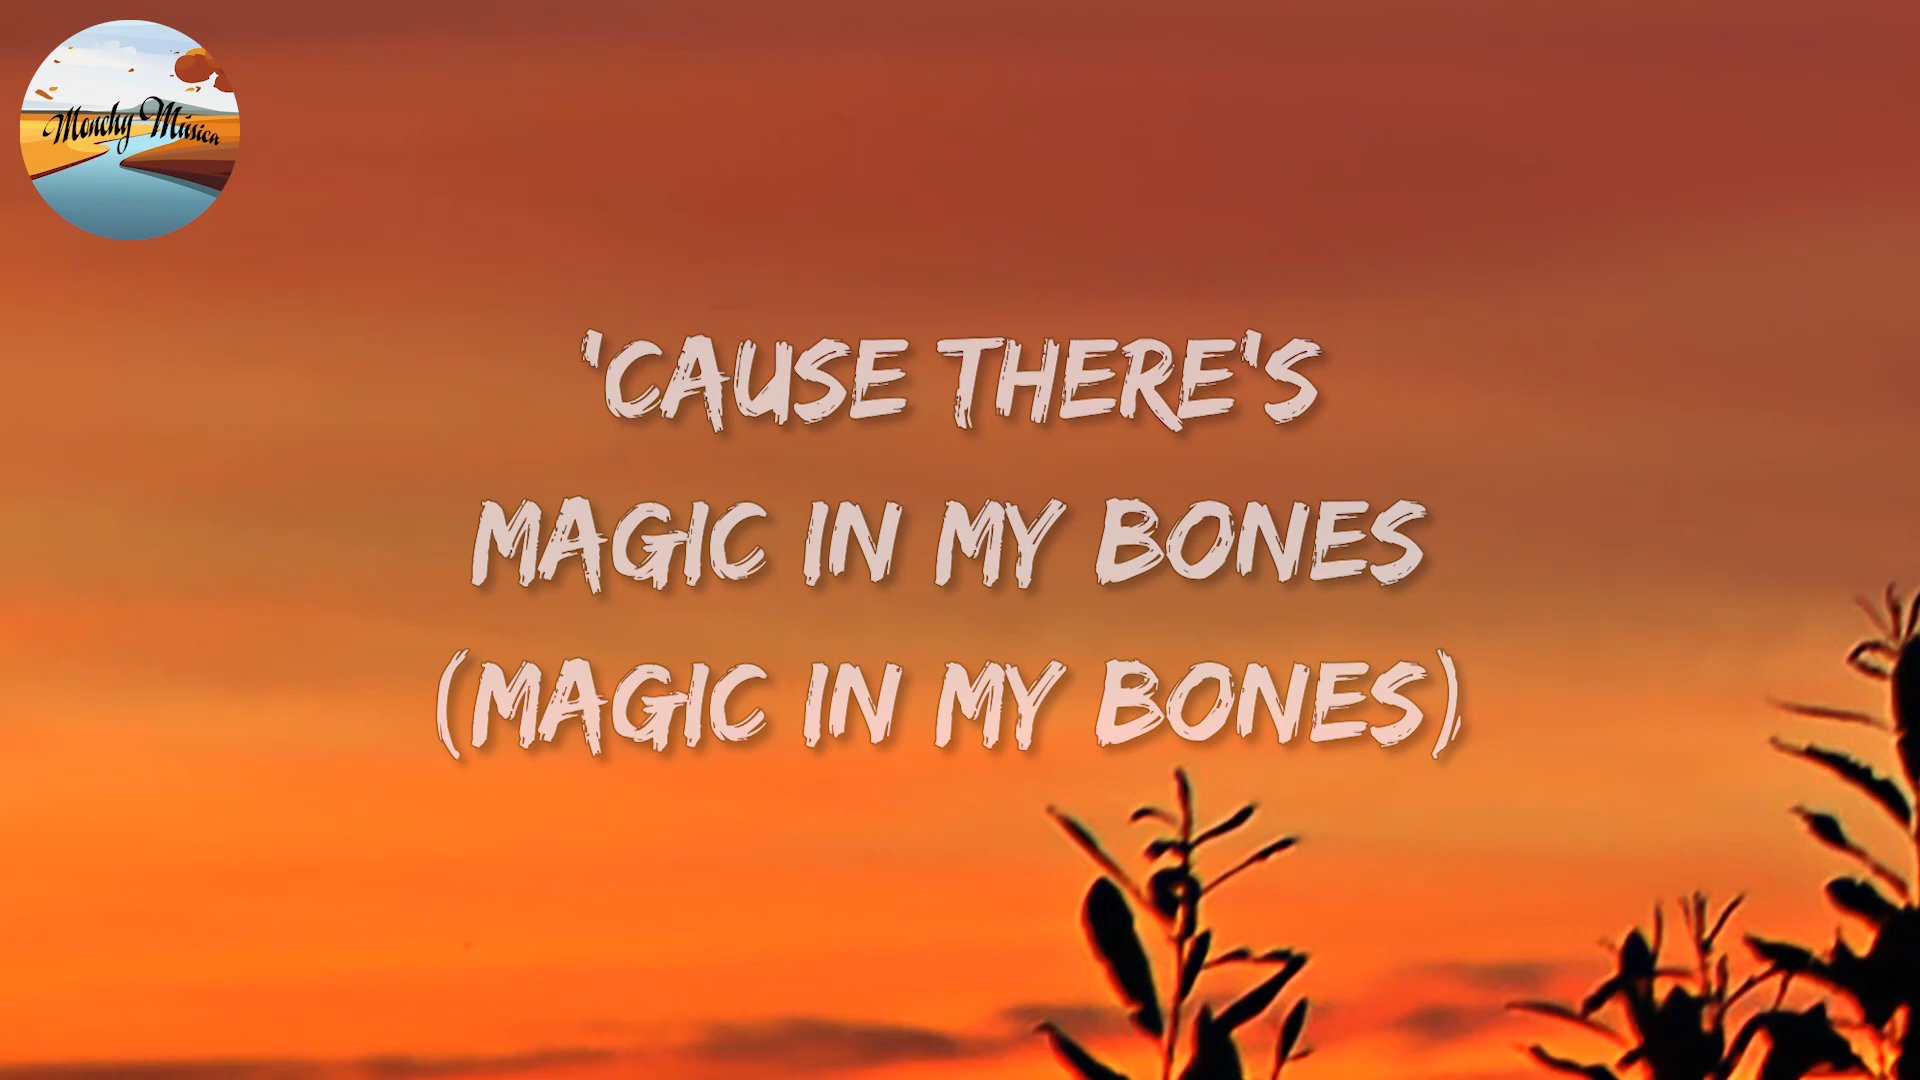 Monchy Música
'CAUSE THERE'S
MAGIC IN MY BONES
(MAGIC IN MY BONES)